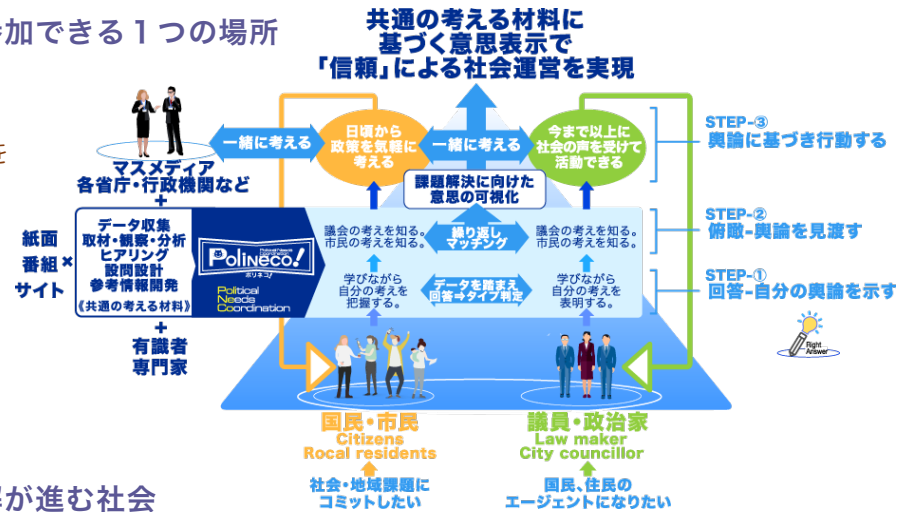 参加できる１つの場所
共通の考える材料に
基づく意思表示で
「信頼」による社会運営を実現
を
マスメディア
各省庁・行政機関など
+
一緒に考える
日頃から
政策を気軽に
考える
一緒に考える
今まで以上に
社会の声を受けて
活動できる
STEP-③
輿論に基づき行動する
課題解決に向けた
意思の可視化
紙面
番組×
サイト
データ収集
取材・観察・分析
ヒアリング
設問設計
参考情報開発
《共通の考える材料》
Political Needs
Coordination
PoliNeco!
ポリネコ!
Political
Needs
Coordination
議会の考えを知る。
市民の考えを知る。
繰り返し
マッチング
議会の考えを知る。
市民の考えを知る。
STEP-②
俯瞰-輿論を見渡す
学びながら
自分の考えを
把握する。
データを踏まえ
回答⇒タイプ判定
学びながら
自分の考えを
表明する。
STEP-①
回答-自分の輿論を示す
Right
Answer
+
有識者
専門家
国民・市民
Citizens
Rocal residents
議員・政治家
Law maker
City councillor
社会・地域課題に
コミットしたい
国民、住民の
エージェントになりたい
が進む社会